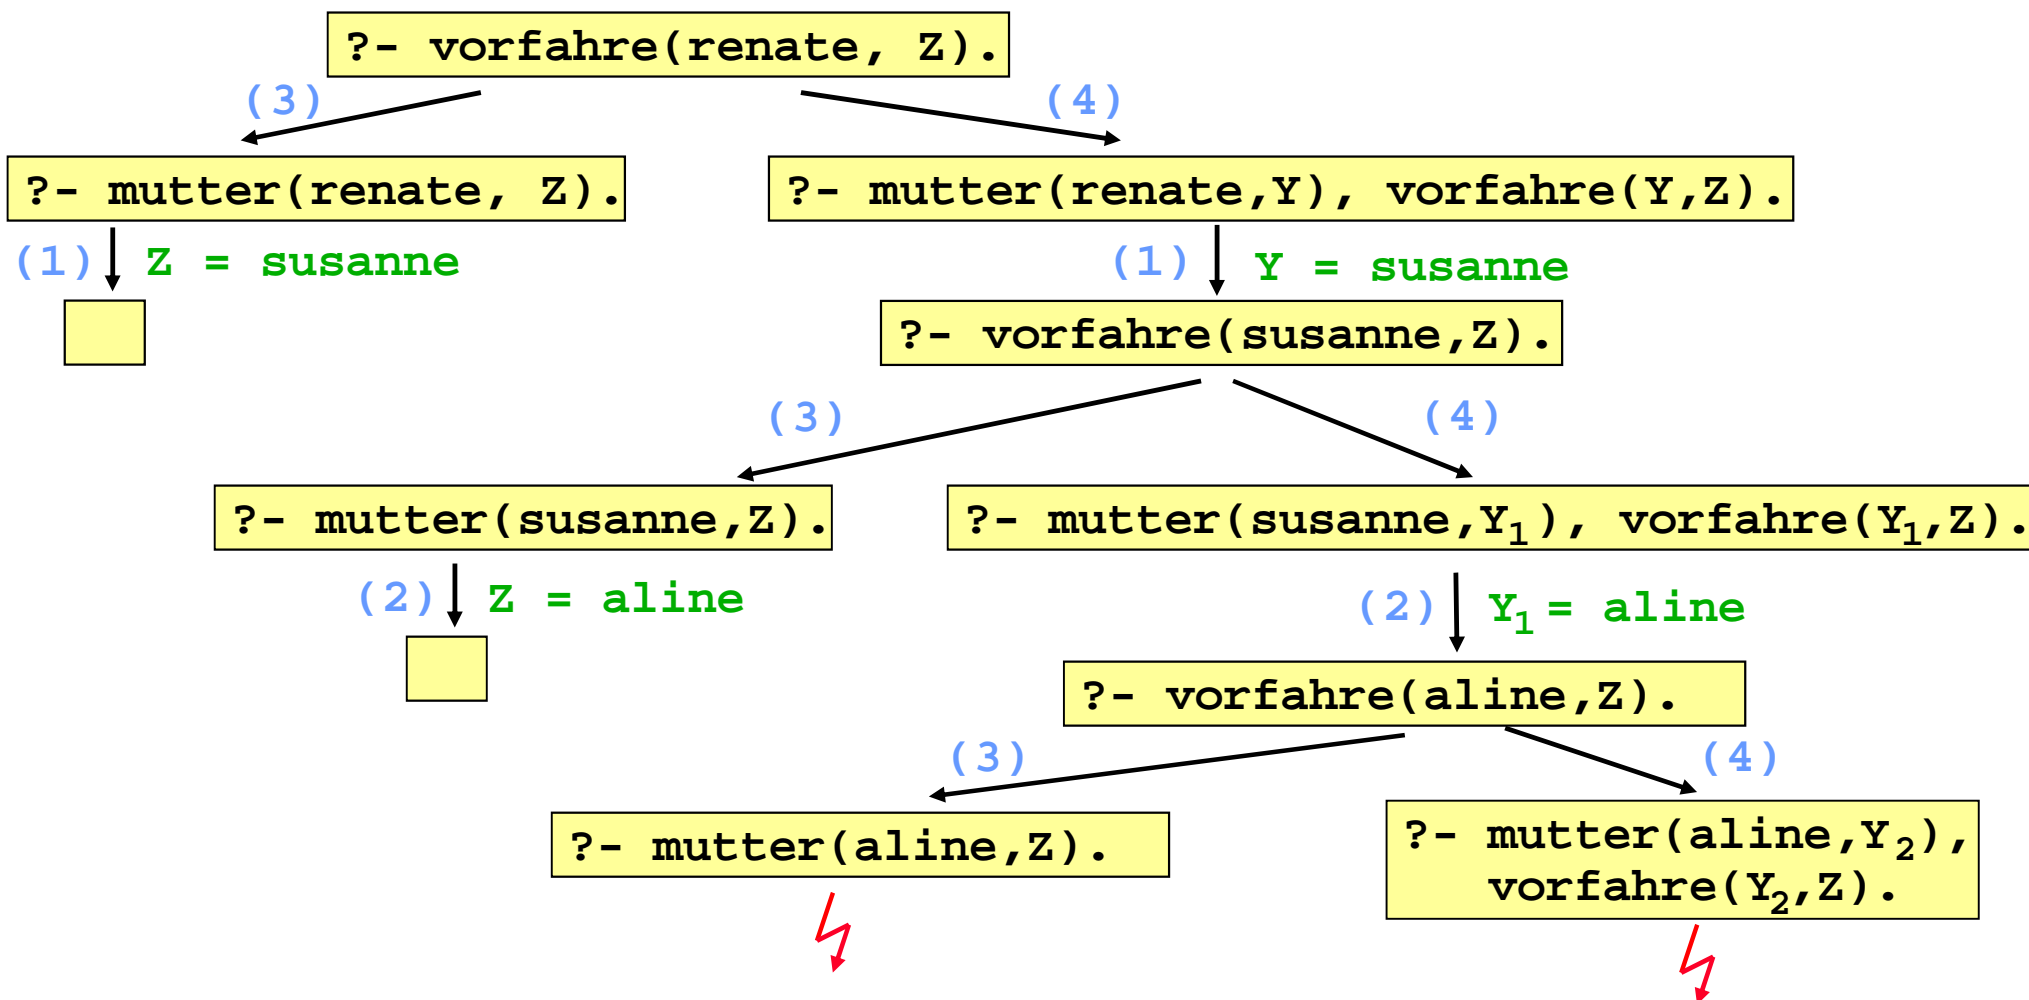 ?- vorfahre(renate, Z).
(3)
(4)
?- mutter(renate, Z).
?- mutter(renate,Y), vorfahre(Y,Z).
(1) Z = susanne
(1) Y = susanne
?- vorfahre(susanne,Z).
(3)
(4)
?- mutter(susanne,Z).
?- mutter(susanne,Y₁), vorfahre(Y₁,Z).
(2) Z = aline
(2) Y₁ = aline
?- vorfahre(aline,Z).
(3)
(4)
?- mutter(aline,Z).
?- mutter(aline,Y₂),
vorfahre(Y₂,Z).